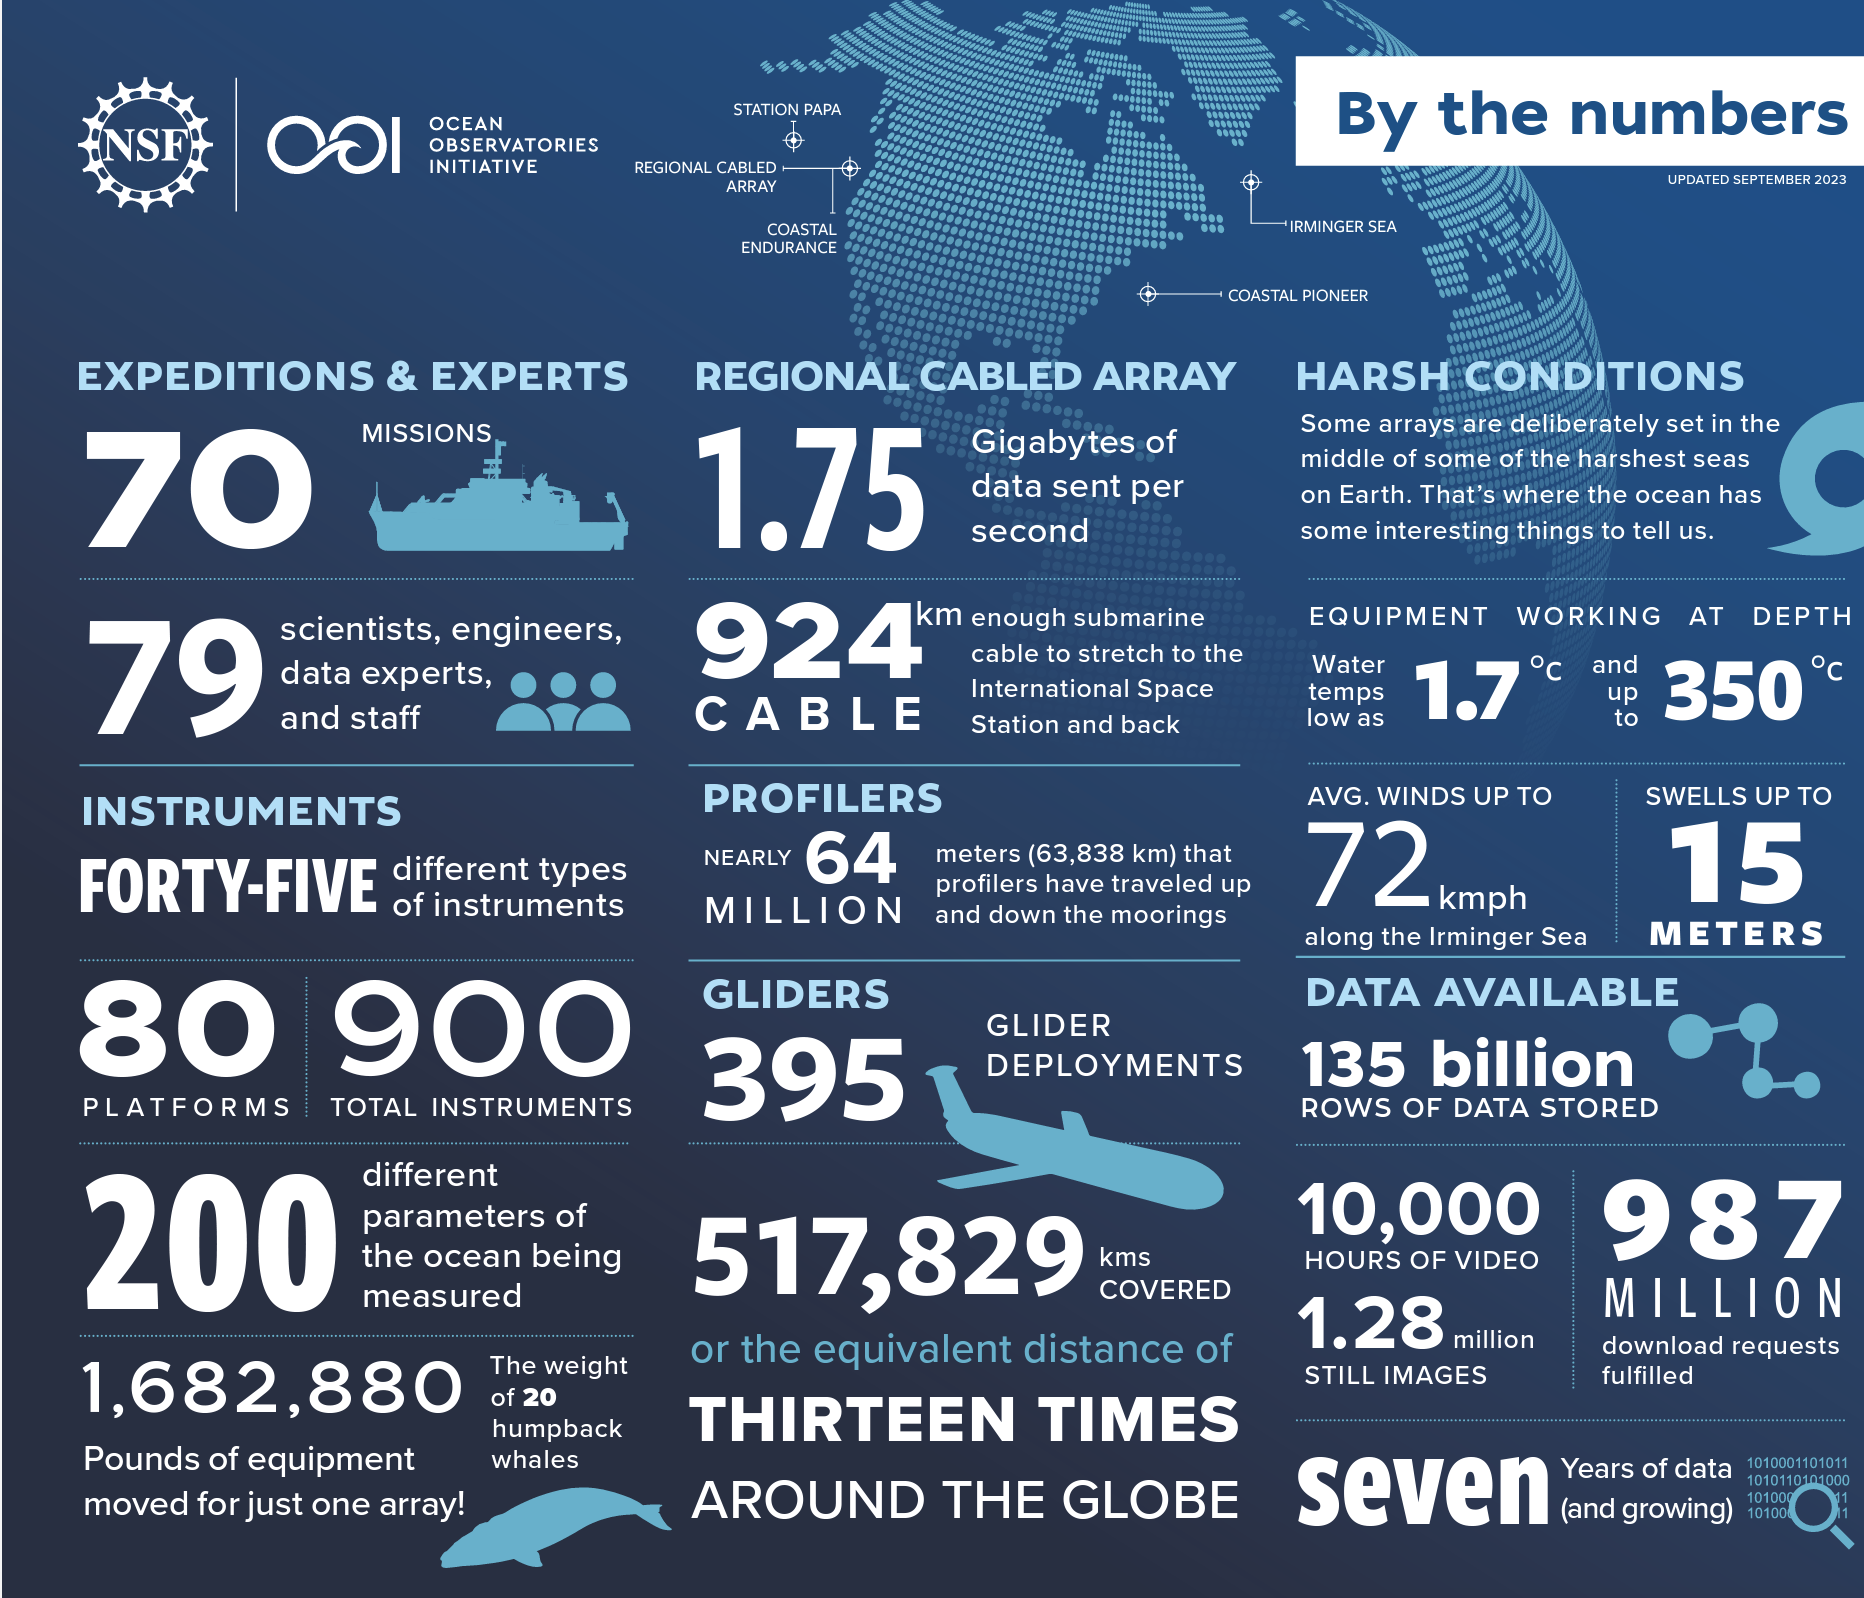 NSF
OOI
OCEAN
OBSERVATORIES
INITIATIVE
STATION PAPA
REGIONAL CABLED
ARRAY
COASTAL
ENDURANCE
IRMINGER SEA
COASTAL PIONEER
By the numbers
UPDATED SEPTEMBER 2023
EXPEDITIONS & EXPERTS
70
MISSIONS
79
scientists, engineers,
data experts,
and staff
INSTRUMENTS
FORTY-FIVE
different types
of instruments
80
PLATFORMS
900
TOTAL INSTRUMENTS
200
different
parameters of
the ocean being
measured
1,682,880
Pounds of equipment
moved for just one array!
The weight
of 20
humpback
whales
REGIONAL CABLED ARRAY
1.75
Gigabytes of
data sent per
second
924 km
CABLE
enough submarine
cable to stretch to the
International Space
Station and back
PROFILERS
NEARLY 64
MILLION
meters (63,838 km) that
profilers have traveled up
and down the moorings
GLIDERS
395
GLIDER
DEPLOYMENTS
517,829
kms
COVERED
or the equivalent distance of
THIRTEEN TIMES
AROUND THE GLOBE
HARSH CONDITIONS
Some arrays are deliberately set in the
middle of some of the harshest seas
on Earth. That's where the ocean has
some interesting things to tell us.
EQUIPMENT WORKING AT DEPTH
Water
temps
low as
1.7 °C
and
up
to
350 °C
AVG. WINDS UP TO
72 kmph
along the Irminger Sea
SWELLS UP TO
15
METERS
DATA AVAILABLE
135 billion
ROWS OF DATA STORED
10,000
HOURS OF VIDEO
1.28 million
STILL IMAGES
987
MILLION
download requests
fulfilled
seven
Years of data
(and growing)
1010001101011
1010110101000